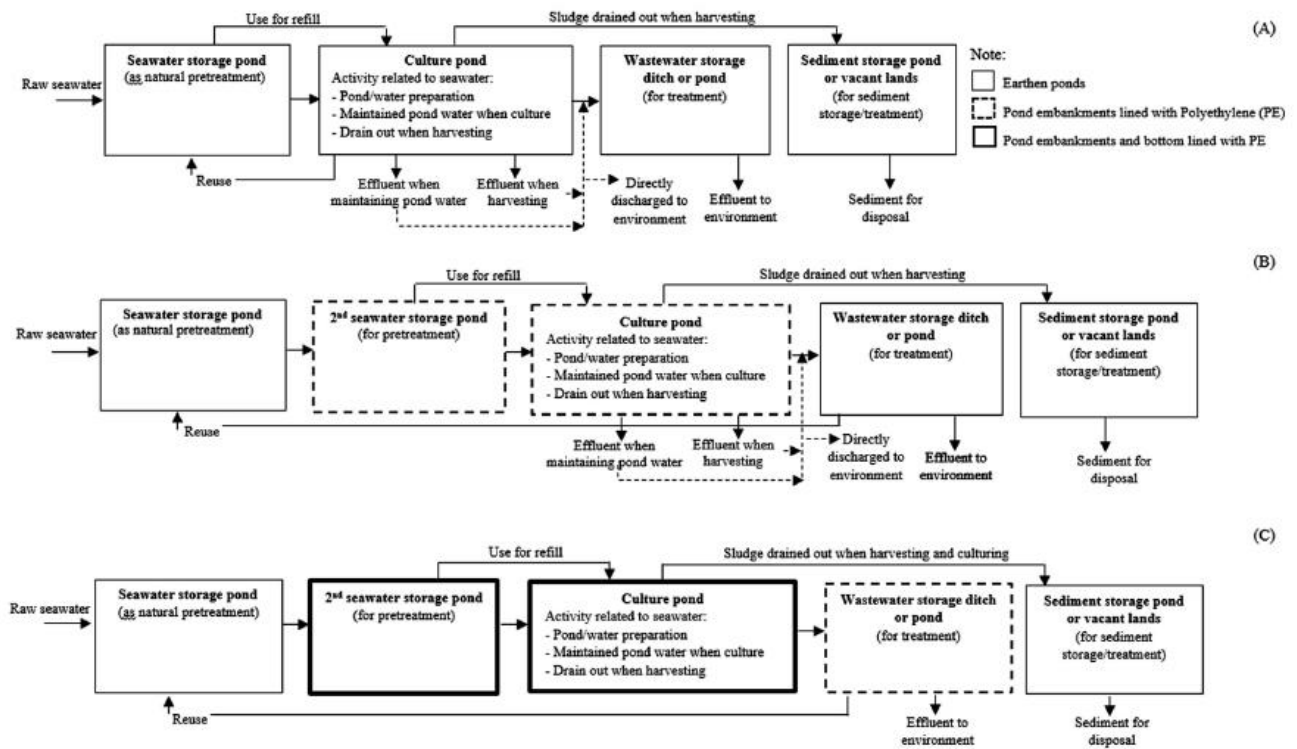 (A)
Use for refill
Sludge drained out when harvesting
Raw seawater
Seawater storage pond
(as natural pretreatment)
Culture pond
Activity related to seawater:
- Pond/water preparation
- Maintained pond water when culture
- Drain out when harvesting
Wastewater storage
ditch or pond
(for treatment)
Sediment storage pond
or vacant lands
(for sediment
storage/treatment)
Note:
Earthen ponds
Pond embankments lined with Polyethylene (PE)
Pond embankments and bottom lined with PE
Reuse
Effluent when
maintaining pond water
Effluent when
harvesting
Directly
discharged to
environment
Effluent to
environment
Sediment for
disposal
(B)
Use for refill
Sludge drained out when harvesting
Raw seawater
Seawater storage pond
(as natural pretreatment)
2nd seawater storage pond
(for pretreatment)
Culture pond
Activity related to seawater:
- Pond/water preparation
- Maintained pond water when culture
- Drain out when harvesting
Wastewater storage ditch
or pond
(for treatment)
Sediment storage pond
or vacant lands
(for sediment
storage/treatment)
Reuse
Effluent when
maintaining pond water
Effluent when
harvesting
Directly
discharged to
environment
Effluent to
environment
Sediment for
disposal
(C)
Use for refill
Sludge drained out when harvesting and culturing
Raw seawater
Seawater storage pond
(as natural pretreatment)
2nd seawater storage pond
(for pretreatment)
Culture pond
Activity related to seawater:
- Pond/water preparation
- Maintained pond water when culture
- Drain out when harvesting
Wastewater storage ditch
or pond
(for treatment)
Sediment storage pond
or vacant lands
(for sediment
storage/treatment)
Reuse
Effluent to
environment
Sediment for
disposal